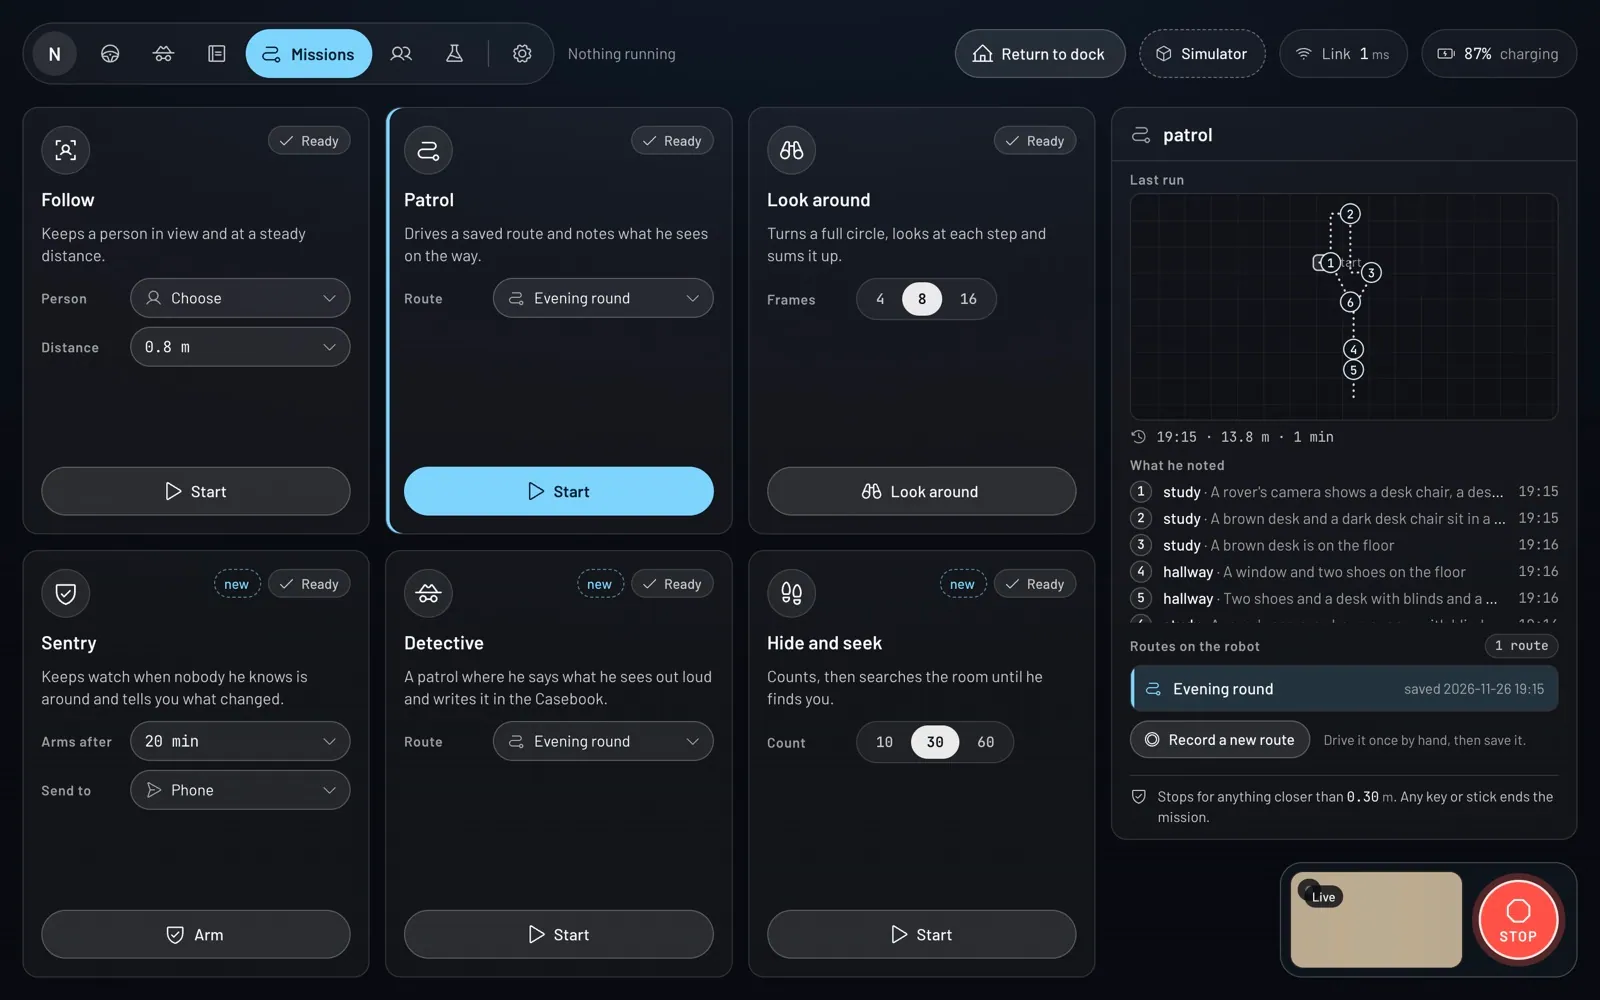 N
Missions
Nothing running
Return to dock
Simulator
Link 1 ms
87% charging
Ready
Follow
Keeps a person in view and at a steady
distance.
Person
Choose
Distance
0.8 m
Start
Ready
Patrol
Drives a saved route and notes what he sees
on the way.
Route
Evening round
Start
Ready
Look around
Turns a full circle, looks at each step and
sums it up.
Frames
4 8 16
Look around
new
Ready
Sentry
Keeps watch when nobody he knows is
around and tells you what changed.
Arms after
20 min
Send to
Phone
Arm
new
Ready
Detective
A patrol where he says what he sees out loud
and writes it in the Casebook.
Route
Evening round
Start
new
Ready
Hide and seek
Counts, then searches the room until he
finds you.
Count
10 30 60
Start
patrol
Last run
2
1
3
6
4
5
19:15 · 13.8 m · 1 min
What he noted
1 study · A rover's camera shows a desk chair, a des... 19:15
2 study · A brown desk and a dark desk chair sit in a ... 19:15
3 study · A brown desk is on the floor 19:16
4 hallway · A window and two shoes on the floor 19:16
5 hallway · Two shoes and a desk with blinds and a ... 19:16
Routes on the robot
1 route
Evening round
saved 2026-11-26 19:15
Record a new route
Drive it once by hand, then save it.
Stops for anything closer than 0.30 m. Any key or stick ends the
mission.
Live
STOP